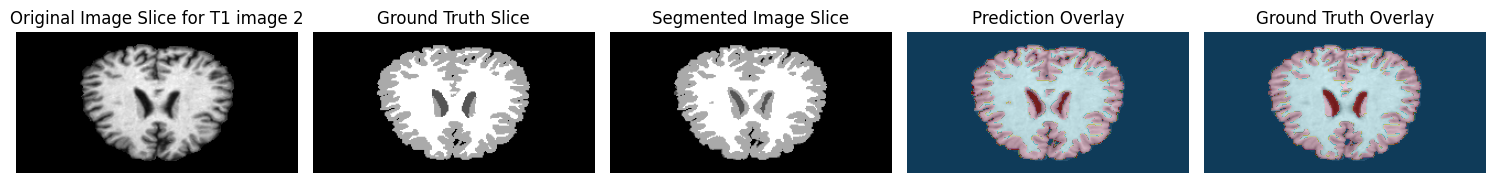 Original Image Slice for T1 image 2
Ground Truth Slice
Segmented Image Slice
Prediction Overlay
Ground Truth Overlay